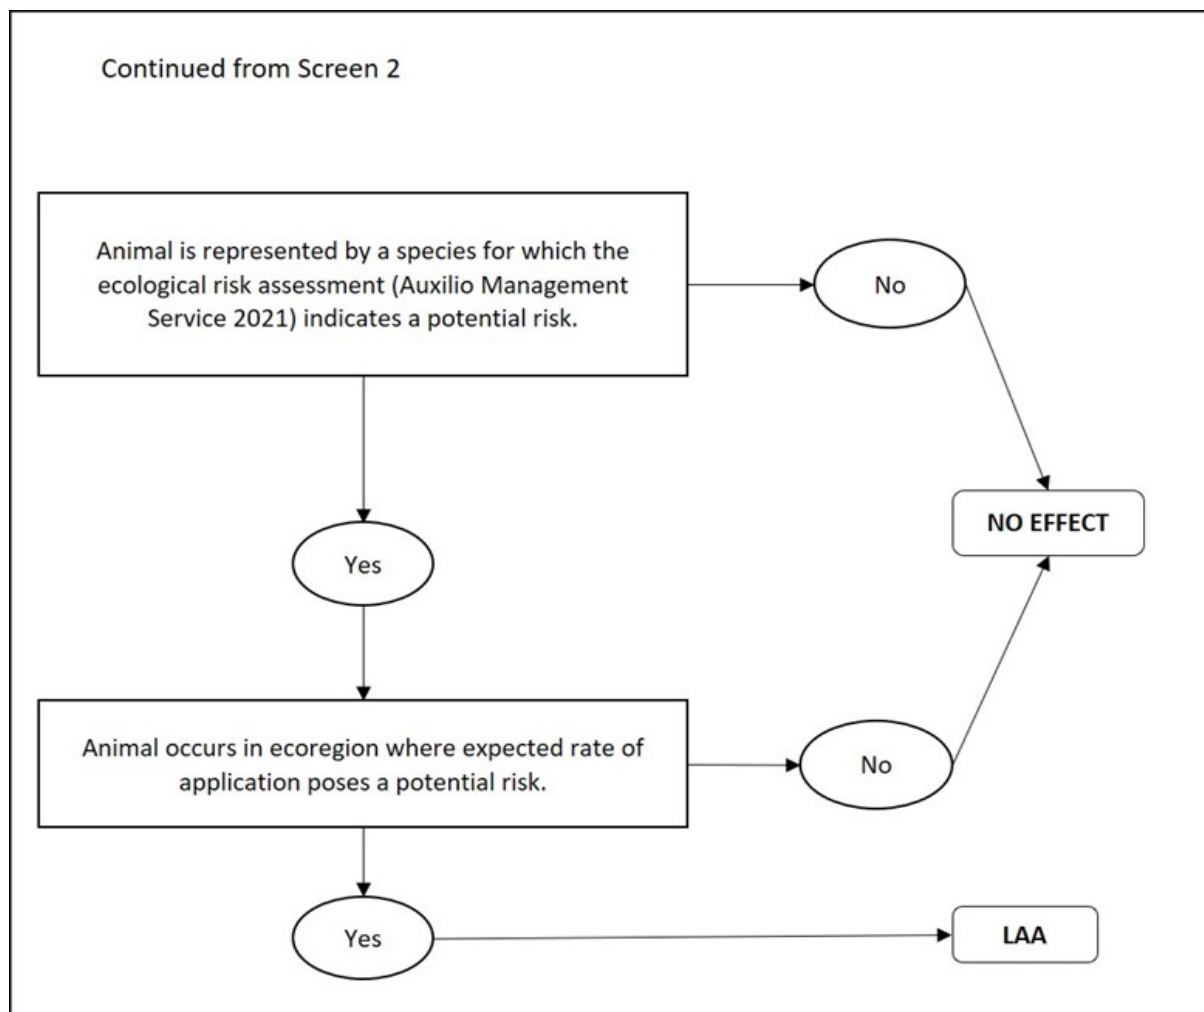 Continued from Screen 2
Animal is represented by a species for which the
ecological risk assessment (Auxilio Management
Service 2021) indicates a potential risk.
No
NO EFFECT
Yes
Animal occurs in ecoregion where expected rate of
application poses a potential risk.
No
Yes
LAA